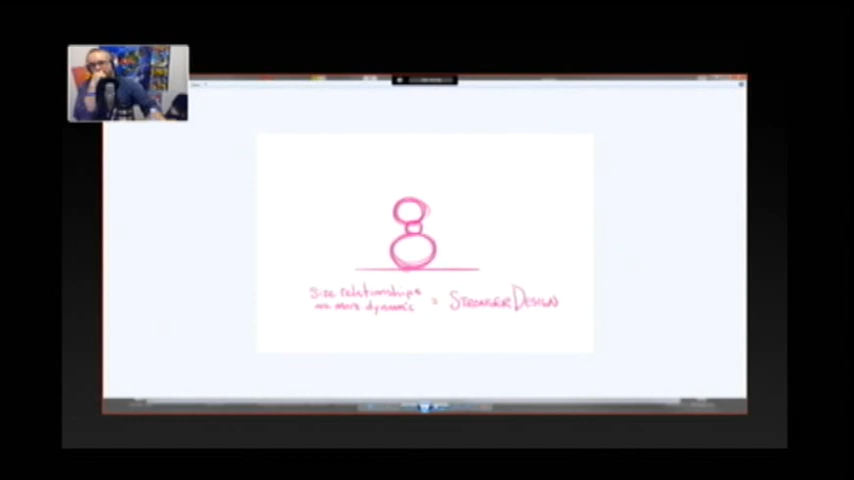 Size relationships
are more dynamic = STRONGER DESIGN